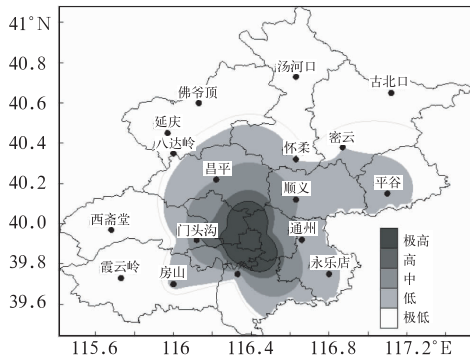 41°N
40.8
40.6
40.4
40.2
40.0
39.8
39.6
汤河口
古北口
佛爷顶
延庆
八达岭
怀柔
密云
昌平
顺义
平谷
西斋堂
门头沟
通州
霞云岭
房山
永乐店
极高
高
中
低
极低
115.6
116
116.4
116.8
117.2°E